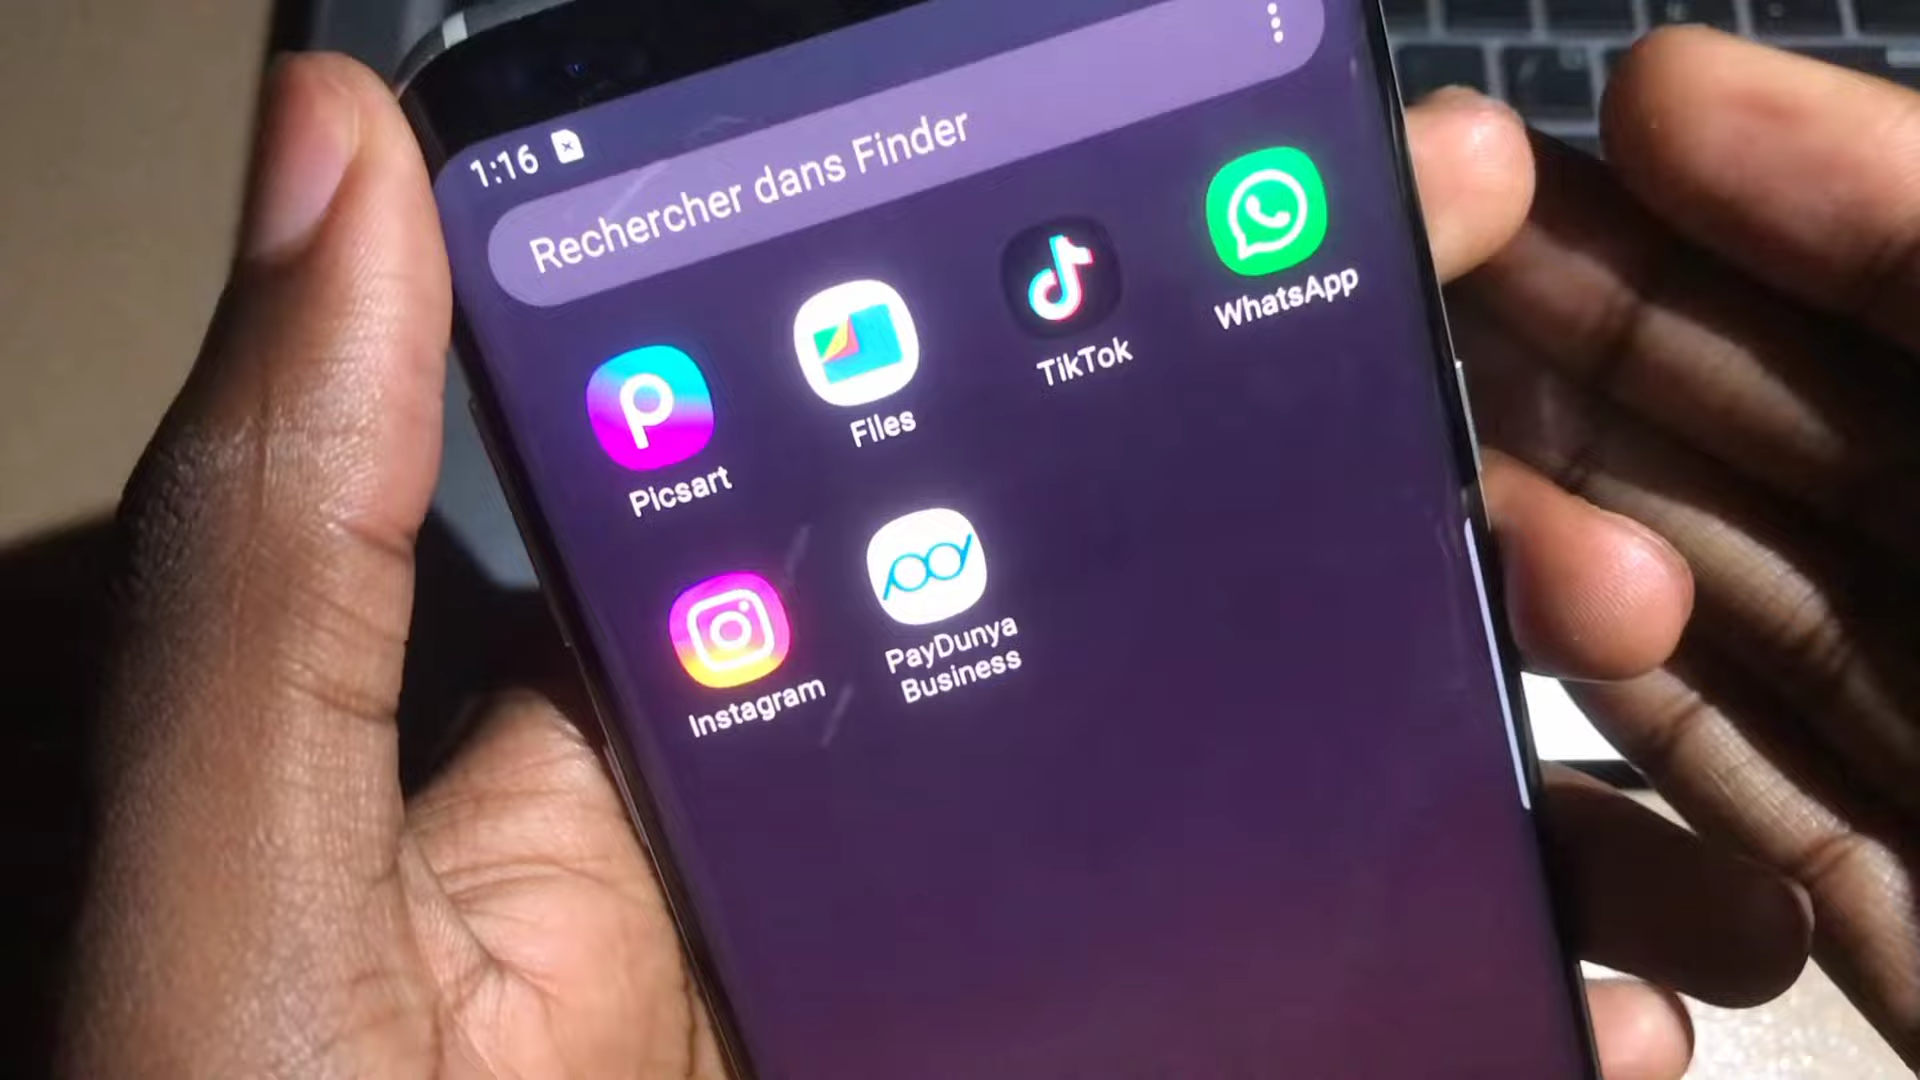 1:16
Rechercher dans Finder
Picsart
Files
TikTok
WhatsApp
Instagram
PayDunya
Business